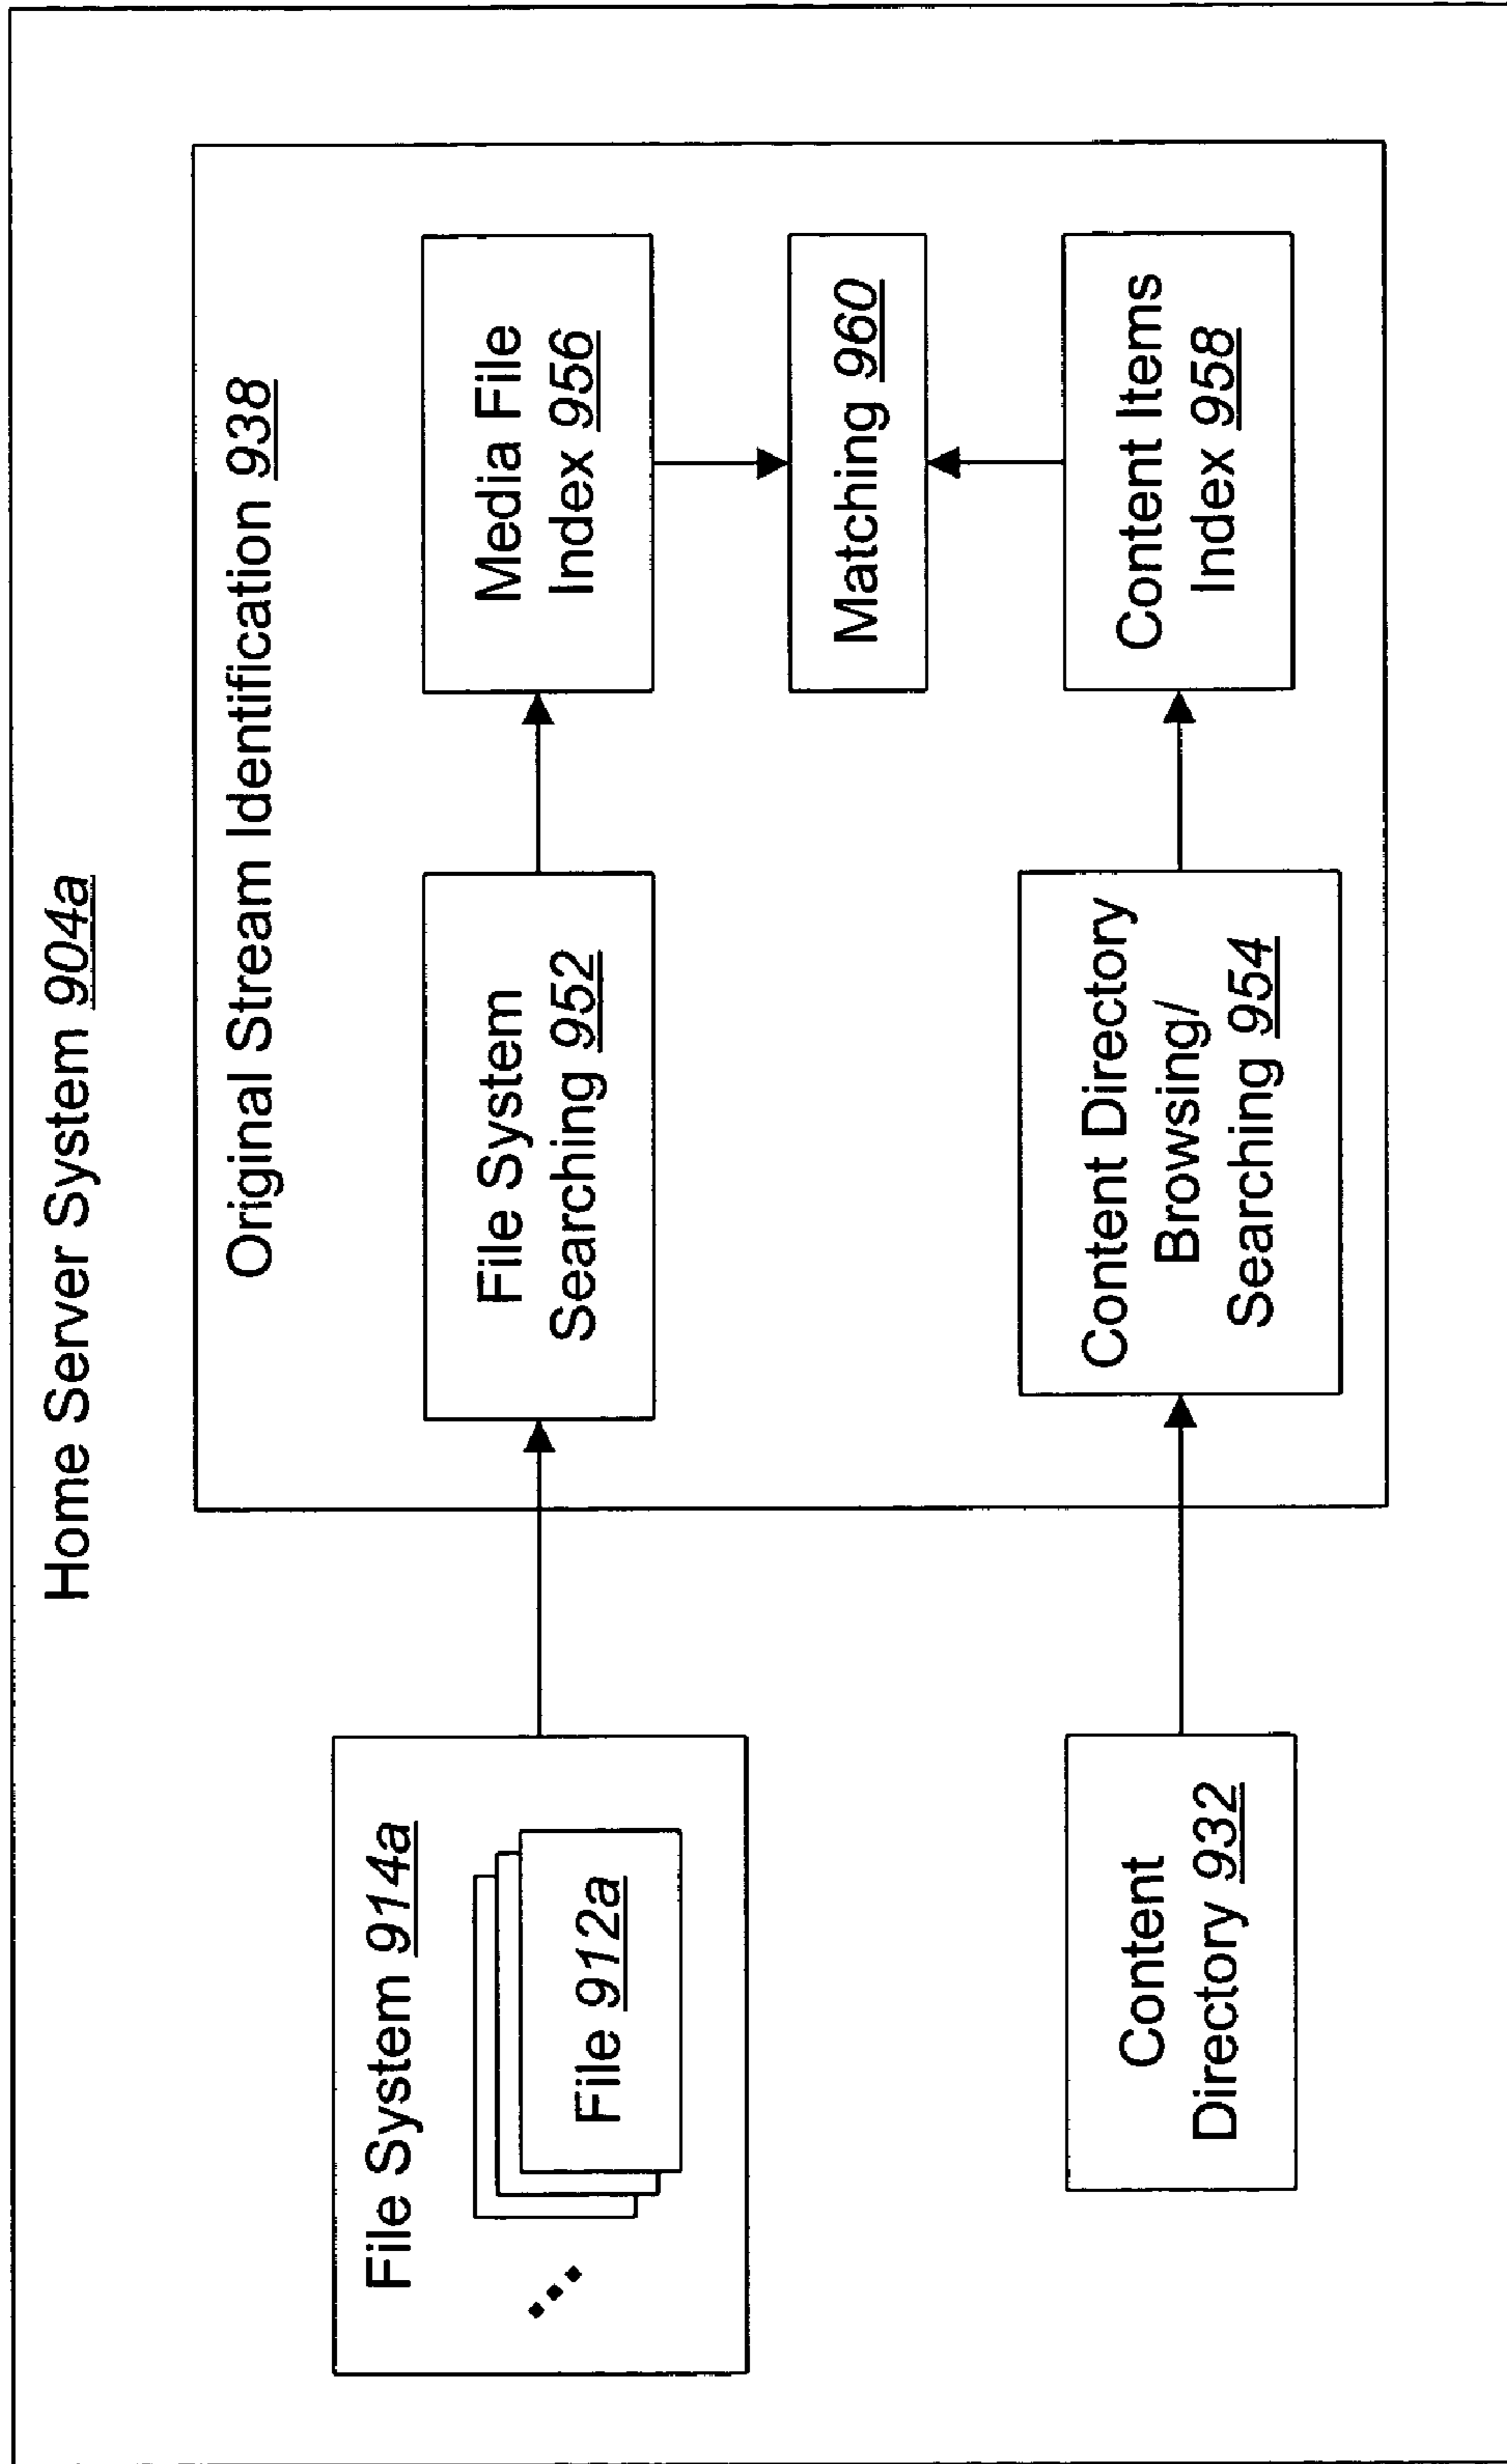 Home Server System 904a
Original Stream Identification 938
File System 914a
File 912a
File System
Searching 952
Media File
Index 956
Matching 960
Content
Directory 932
Content Directory
Browsing/
Searching 954
Content Items
Index 958